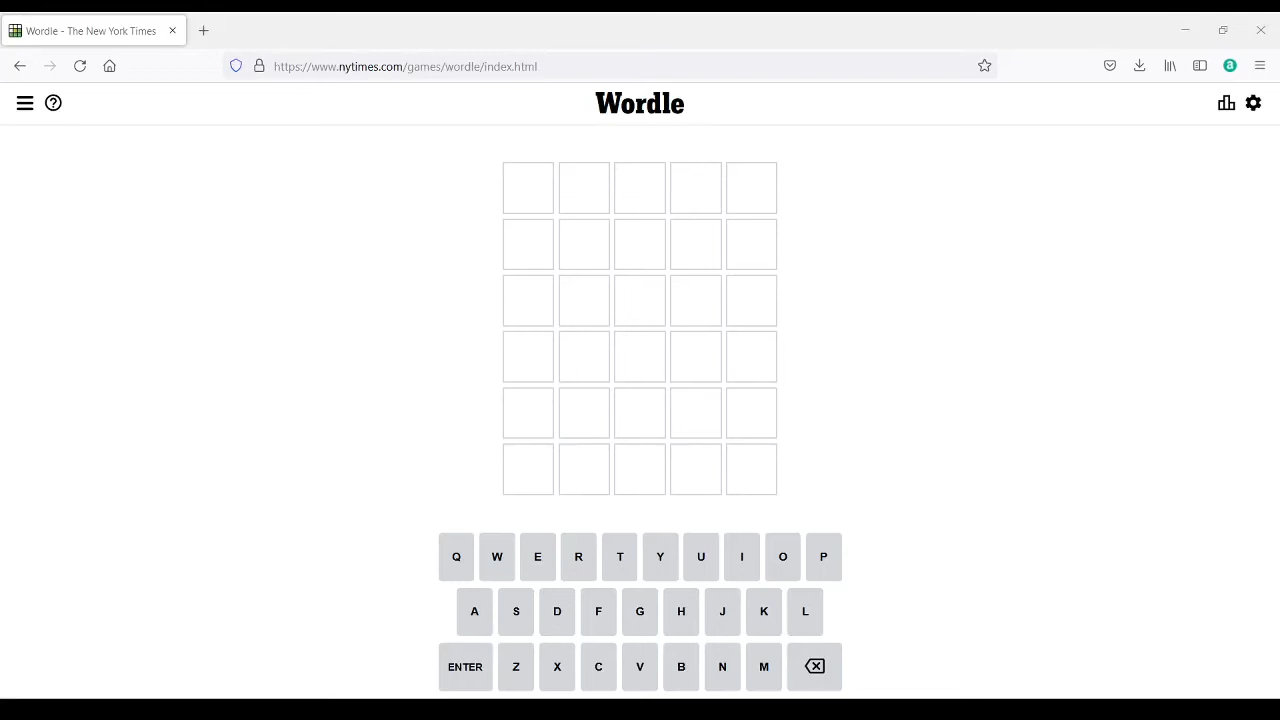 Wordle - The New York Times
https://www.nytimes.com/games/wordle/index.html
a
Wordle
Q W E R T Y U I O P
A S D F G H J K L
ENTER Z X C V B N M